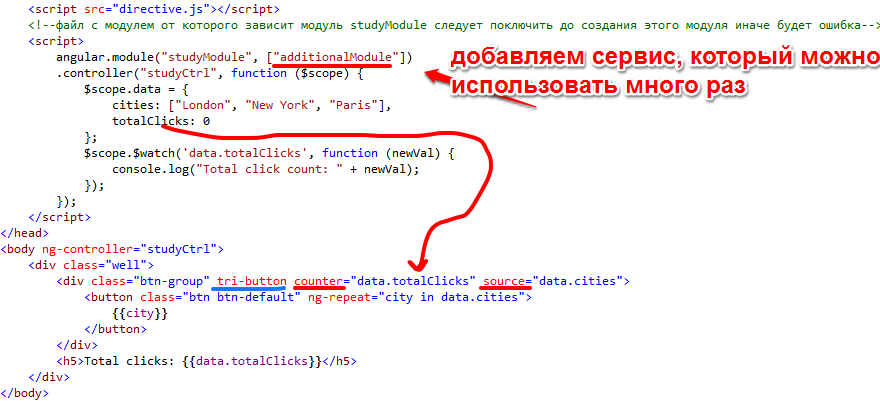 <script src="directive.js"></script>
<!--файл с модулем от которого зависит модуль studyModule следует поключить до создания этого модуля иначе будет ошибка-->
<script>
angular.module("studyModule", ["additionalModule"])
.controller("studyCtrl", function ($scope) {
$scope.data = {
cities: ["London", "New York", "Paris"],
totalClicks: 0
};
$scope.$watch('data.totalClicks', function (newVal) {
console.log("Total click count: " + newVal);
});
});
</script>
</head>
<body ng-controller="studyCtrl">
<div class="well">
<div class="btn-group" tri-button counter="data.totalClicks" source="data.cities">
<button class="btn btn-default" ng-repeat="city in data.cities">
{{city}}
</button>
</div>
<h5>Total clicks: {{data.totalClicks}}</h5>
</div>
</body>
добавляем сервис, который можно
использовать много раз